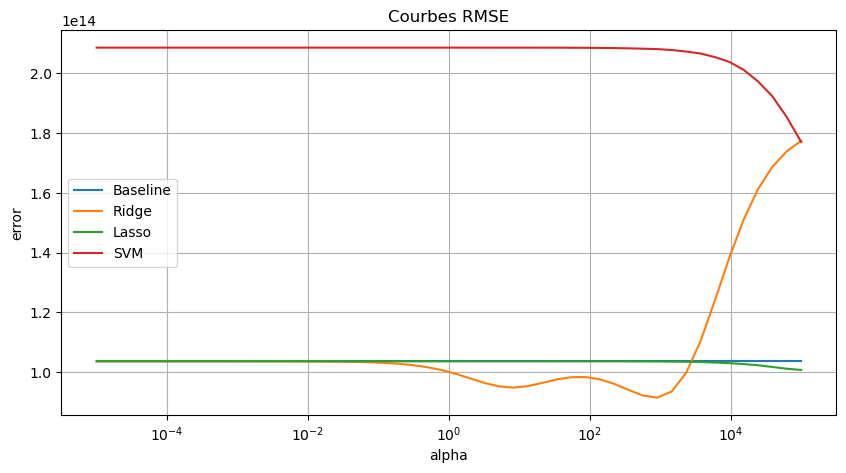 Courbes RMSE
1e14
2.0
1.8
1.6
1.4
1.2
1.0
error
Baseline
Ridge
Lasso
SVM
10⁻⁴
10⁻²
10⁰
10²
10⁴
alpha